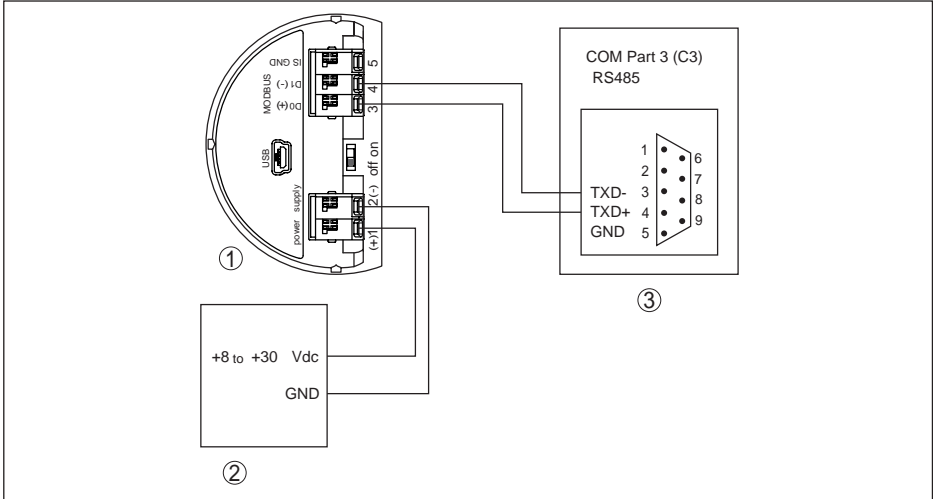 IS GND
MODBUS
D1 (-)
D0 (+)
5
4
3
USB
off on
power supply
2(-)
(+)1
1
COM Part 3 (C3)
RS485
1
6
2
7
TXD- 3
8
TXD+ 4
9
GND 5
3
+8 to +30 Vdc
GND
2